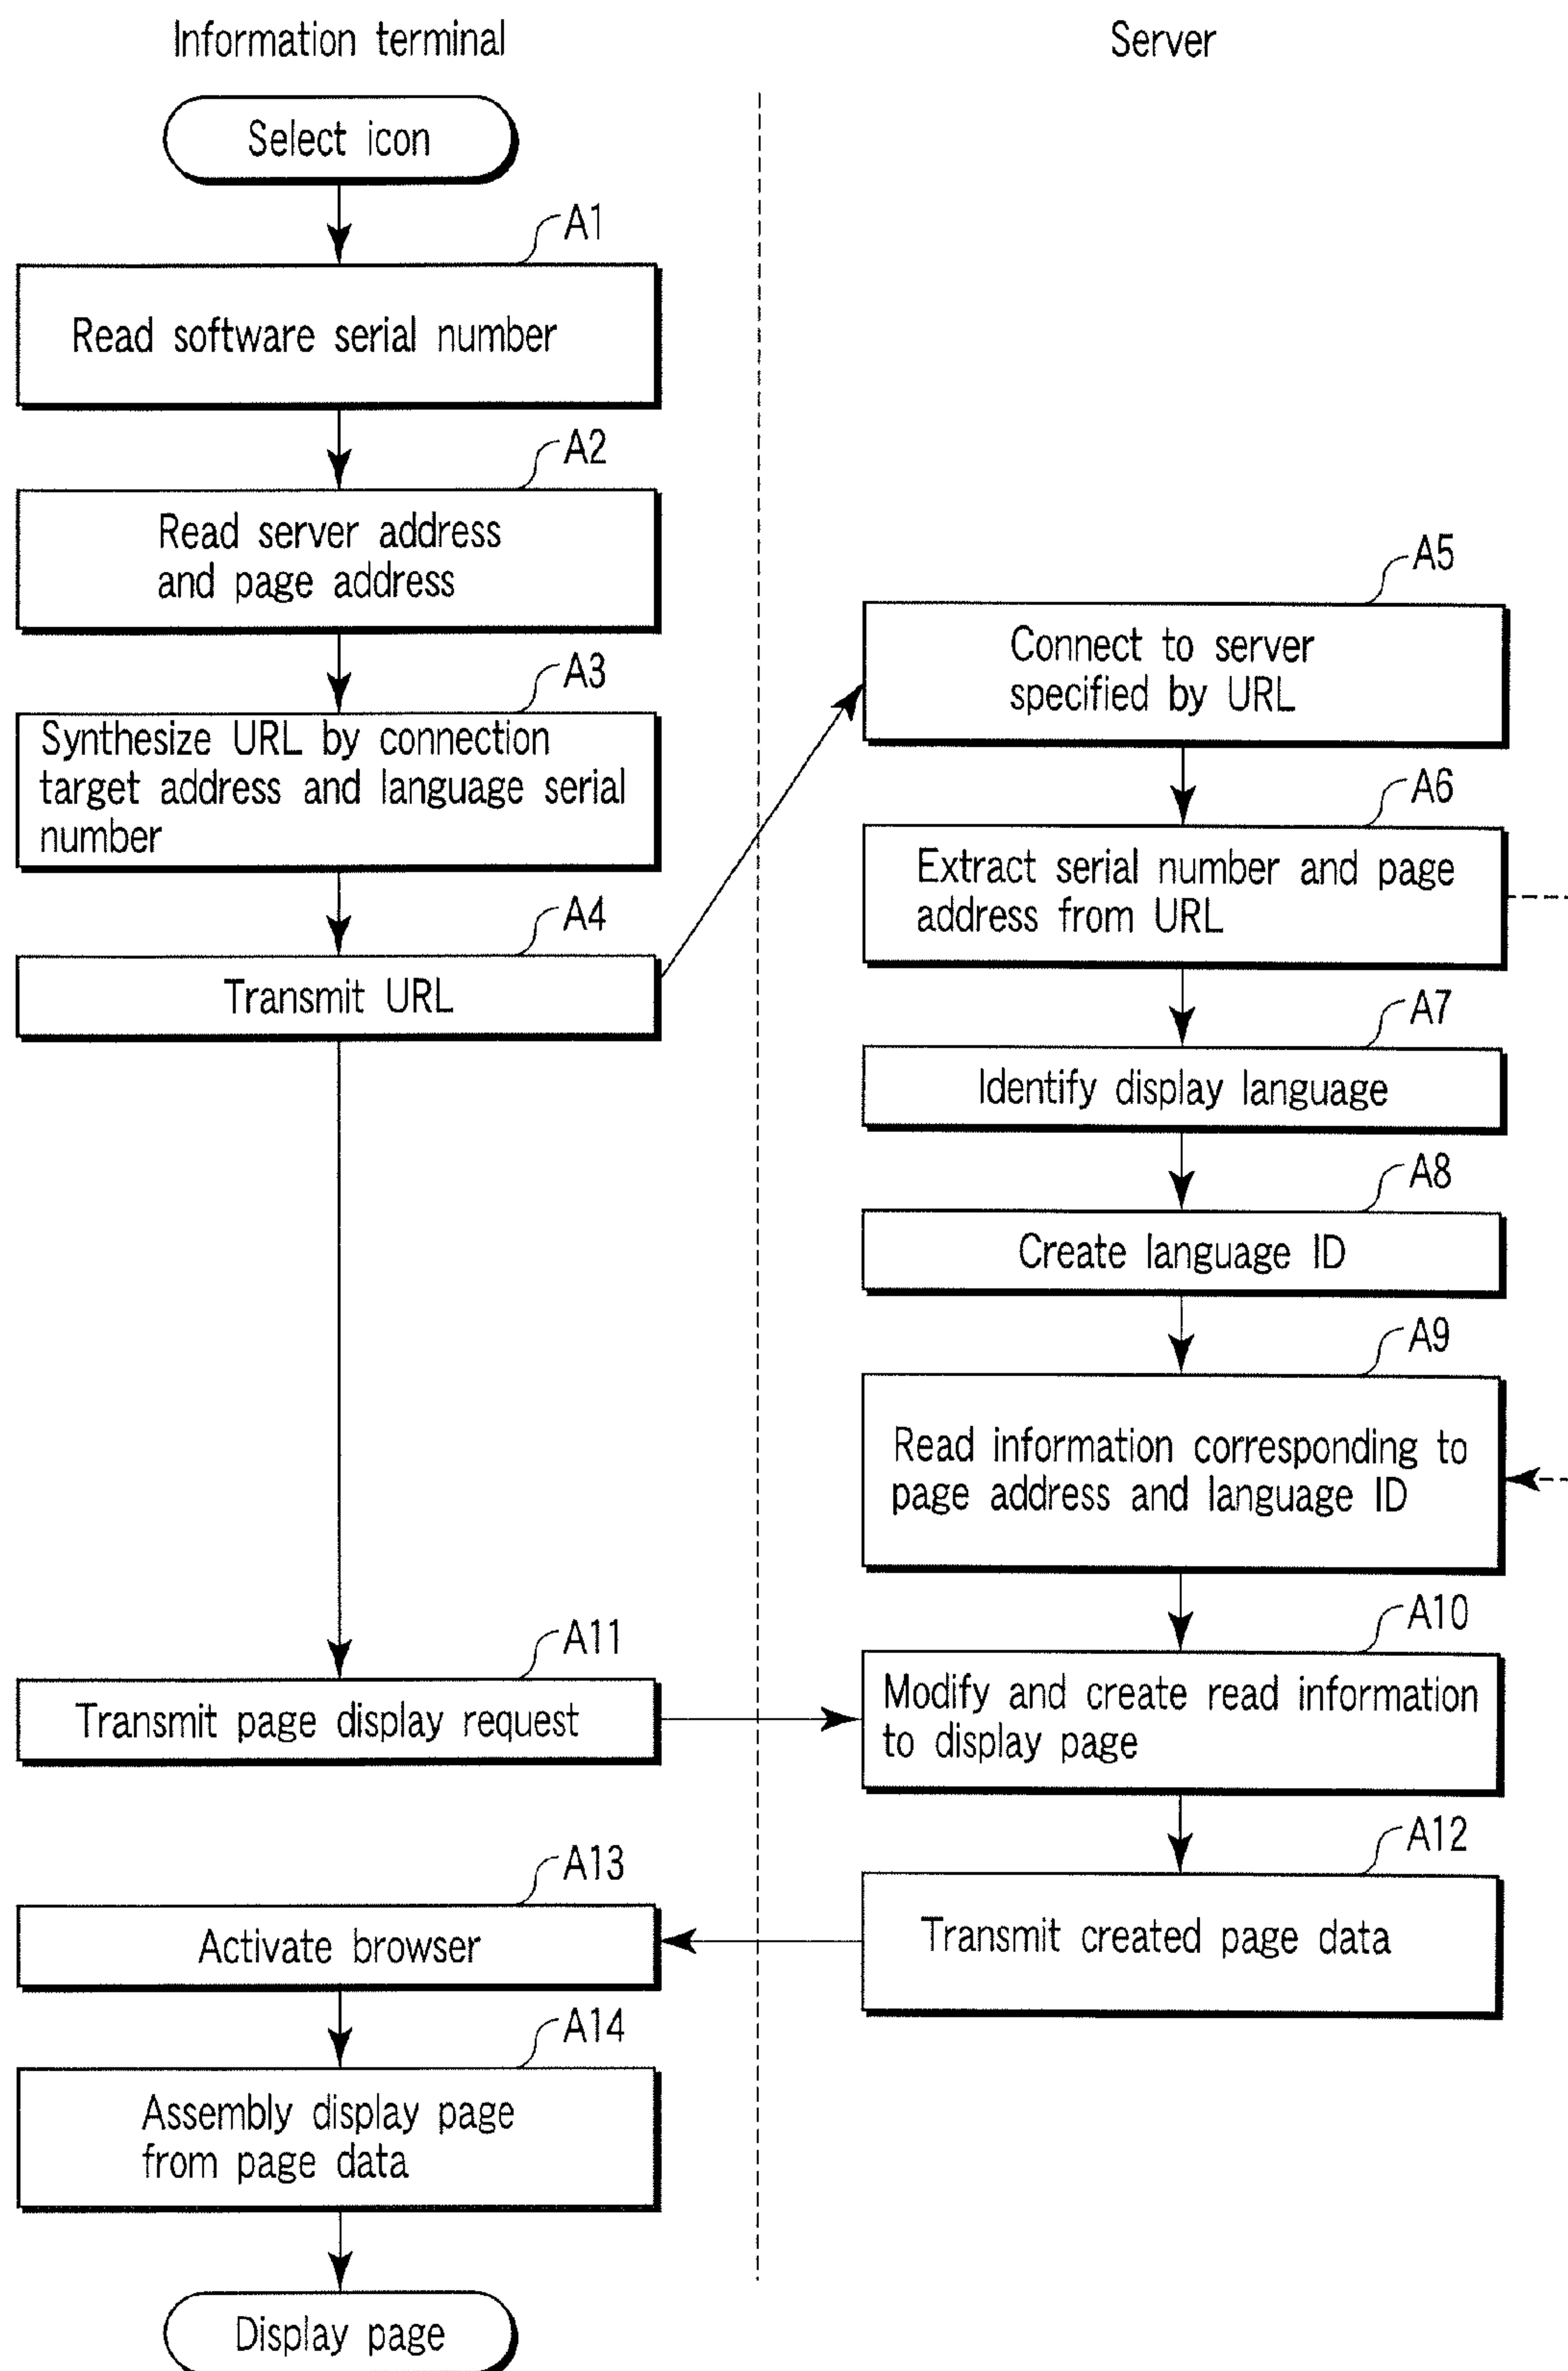 Information terminal
Server
Select icon
A1
Read software serial number
A2
Read server address
and page address
A3
Synthesize URL by connection
target address and language serial
number
A4
Transmit URL
A5
Connect to server
specified by URL
A6
Extract serial number and page
address from URL
A7
Identify display language
A8
Create language ID
A9
Read information corresponding to
page address and language ID
A10
Modify and create read information
to display page
A11
Transmit page display request
A12
Transmit created page data
A13
Activate browser
A14
Assembly display page
from page data
Display page